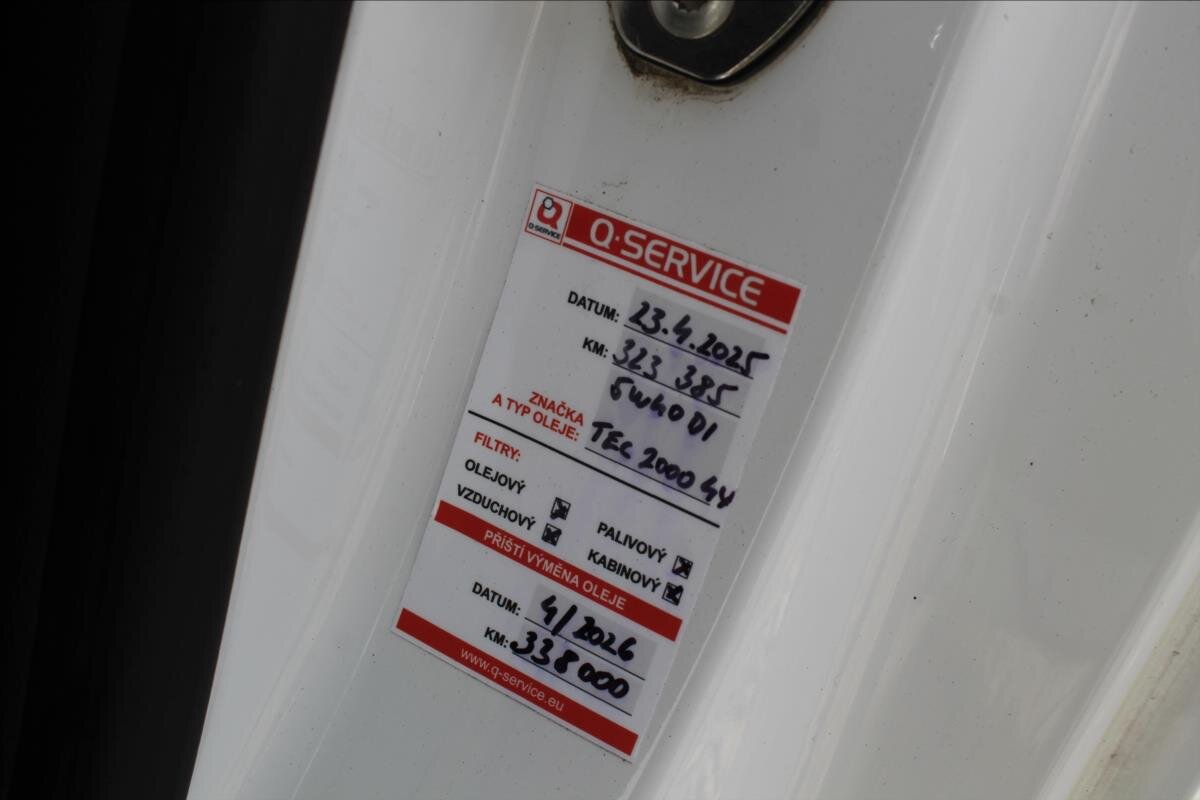 Q-SERVICE
Q·SERVICE
DATUM: 23.4.2025
KM: 323 385
ZNAČKA A TYP OLEJE: 5W40 DI
TEC 2000 4V
FILTRY:
OLEJOVÝ
VZDUCHOVÝ
PALIVOVÝ
KABINOVÝ
PŘÍŠTÍ VÝMĚNA OLEJE
DATUM: 4/2026
KM: 338 000
www.q-service.eu